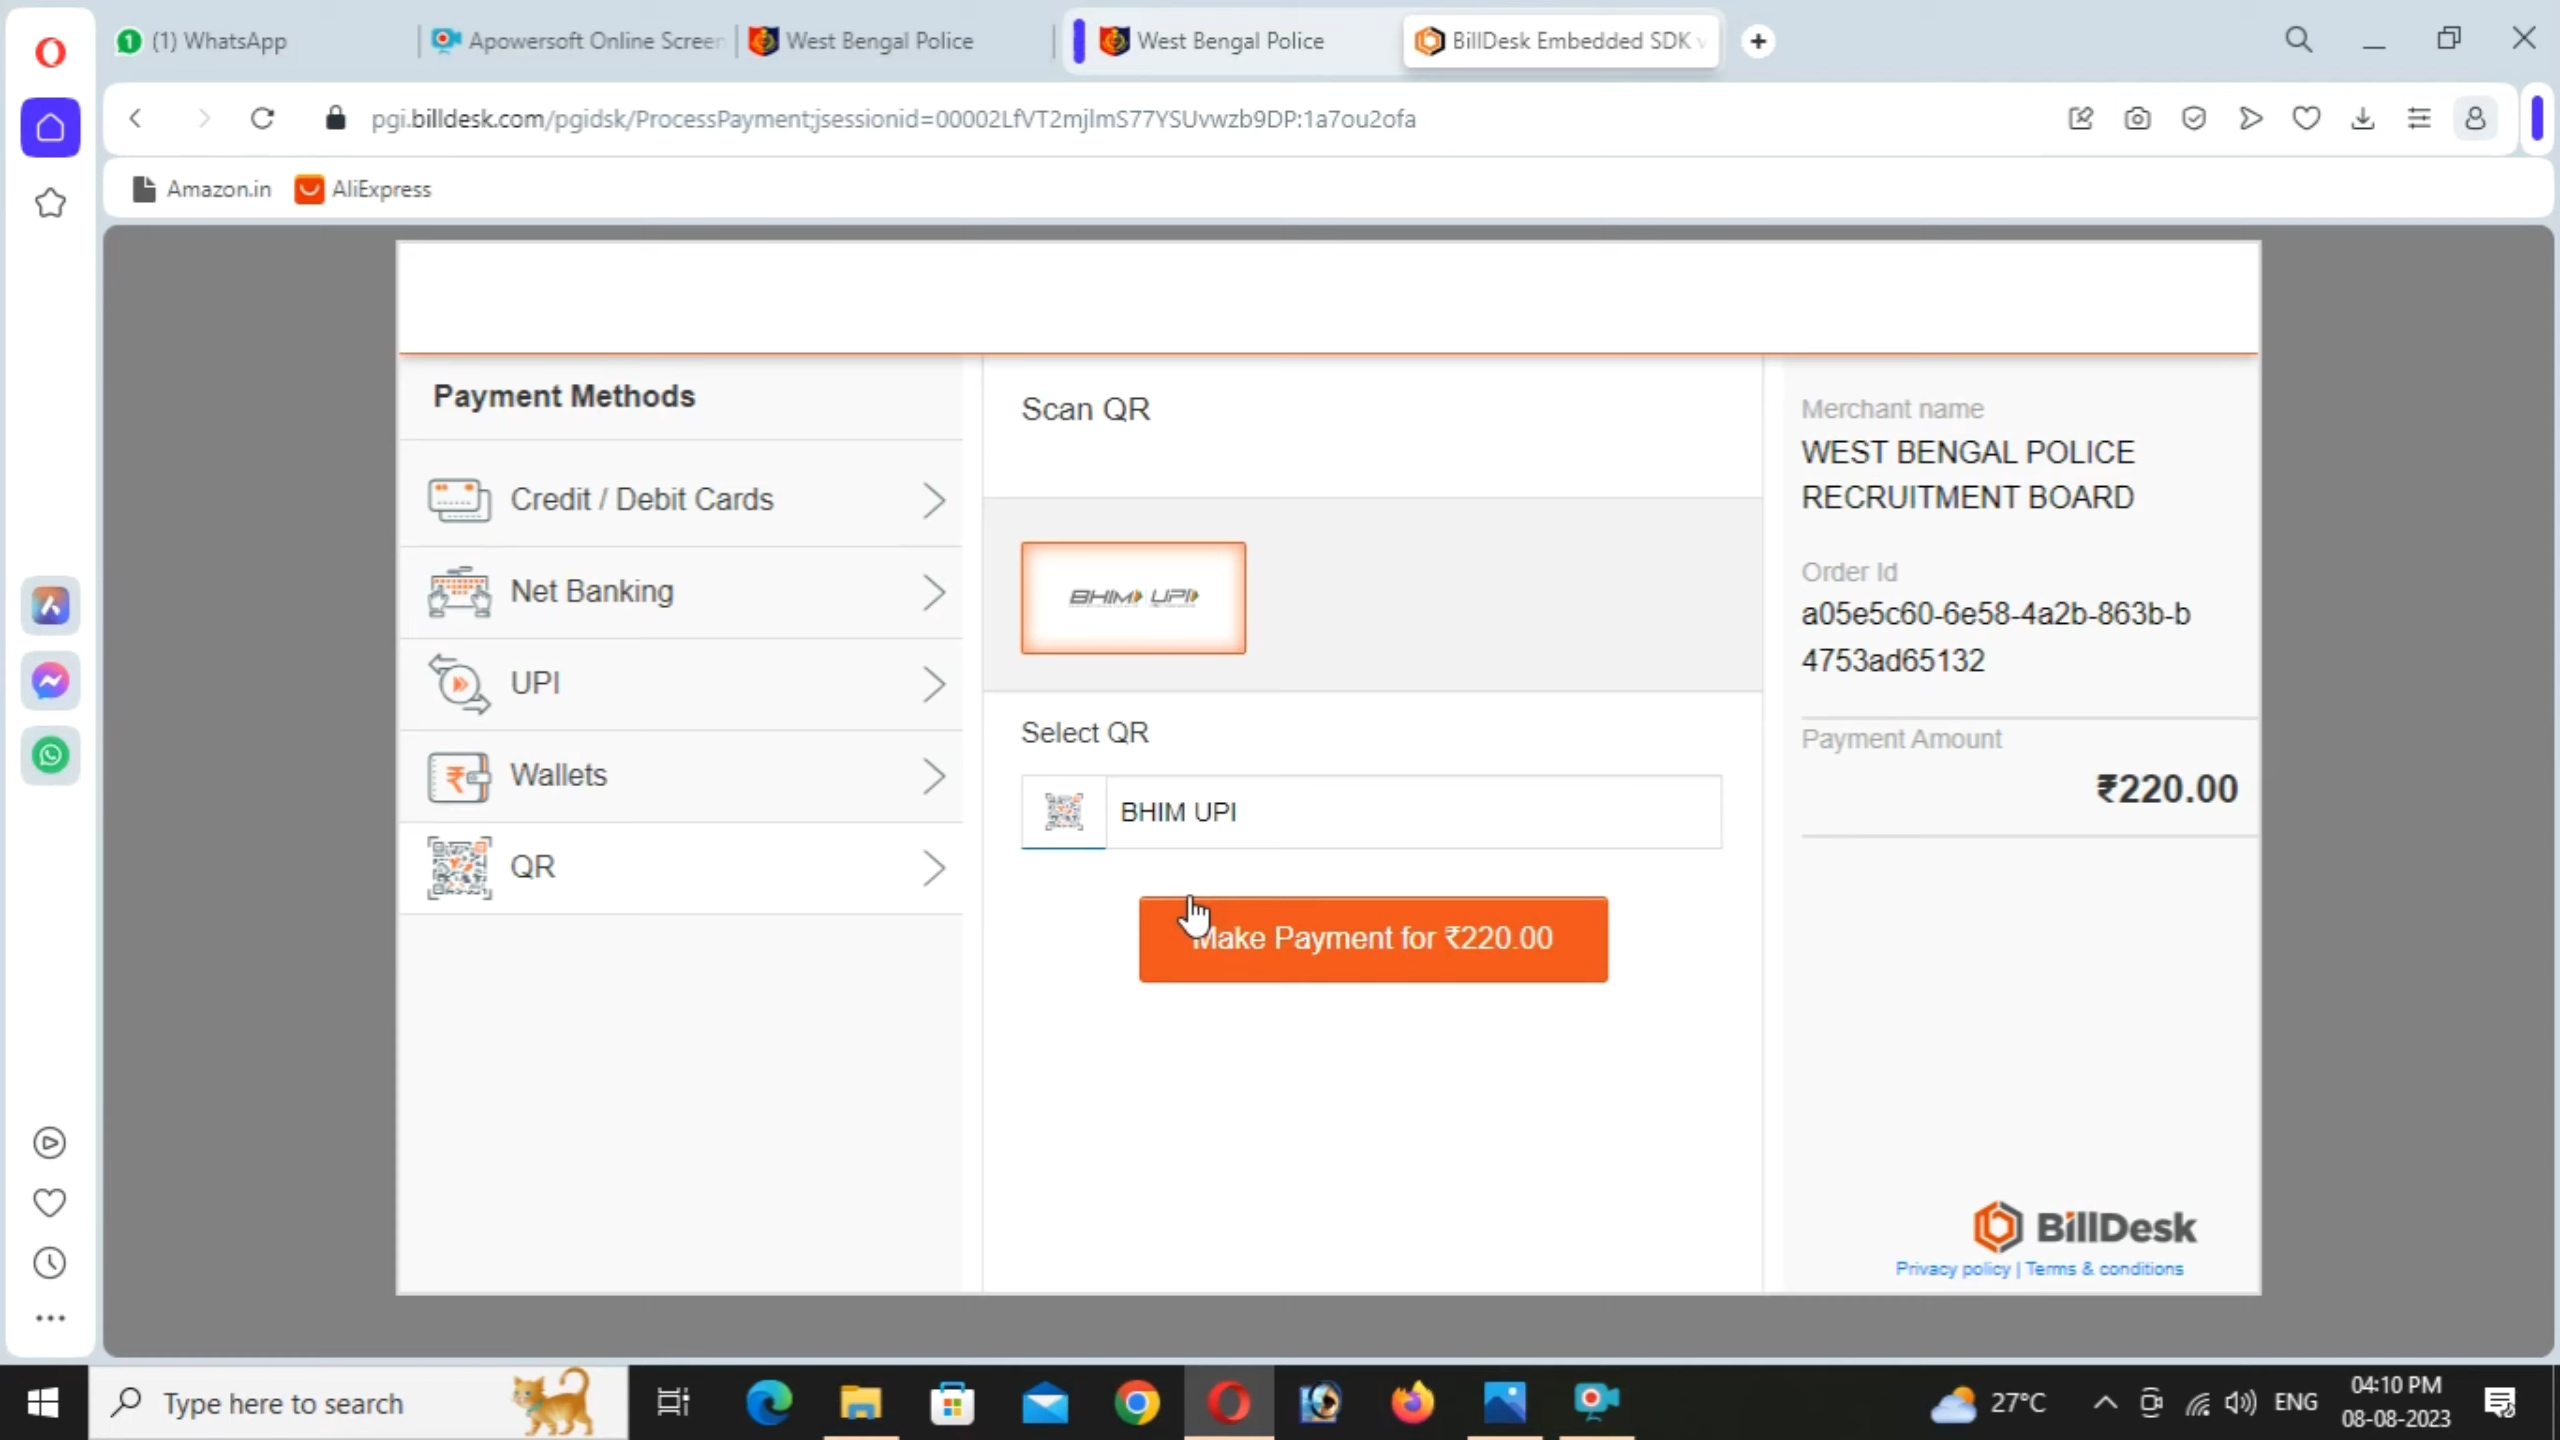 (1) WhatsApp
Apowersoft Online Screen
West Bengal Police
West Bengal Police
BillDesk Embedded SDK v
pgi.billdesk.com/pgidsk/ProcessPayment;jsessionid=00002LfVT2mjlmS77YSUvwzb9DP:1a7ou2ofa
Amazon.in
AliExpress
Payment Methods
Credit / Debit Cards
Net Banking
UPI
Wallets
QR
Scan QR
BHIM UPI
Select QR
BHIM UPI
Make Payment for ₹220.00
Merchant name
WEST BENGAL POLICE
RECRUITMENT BOARD
Order Id
a05e5c60-6e58-4a2b-863b-b
4753ad65132
Payment Amount
₹220.00
BillDesk
Privacy policy | Terms & conditions
Type here to search
27°C
ENG
04:10 PM
08-08-2023